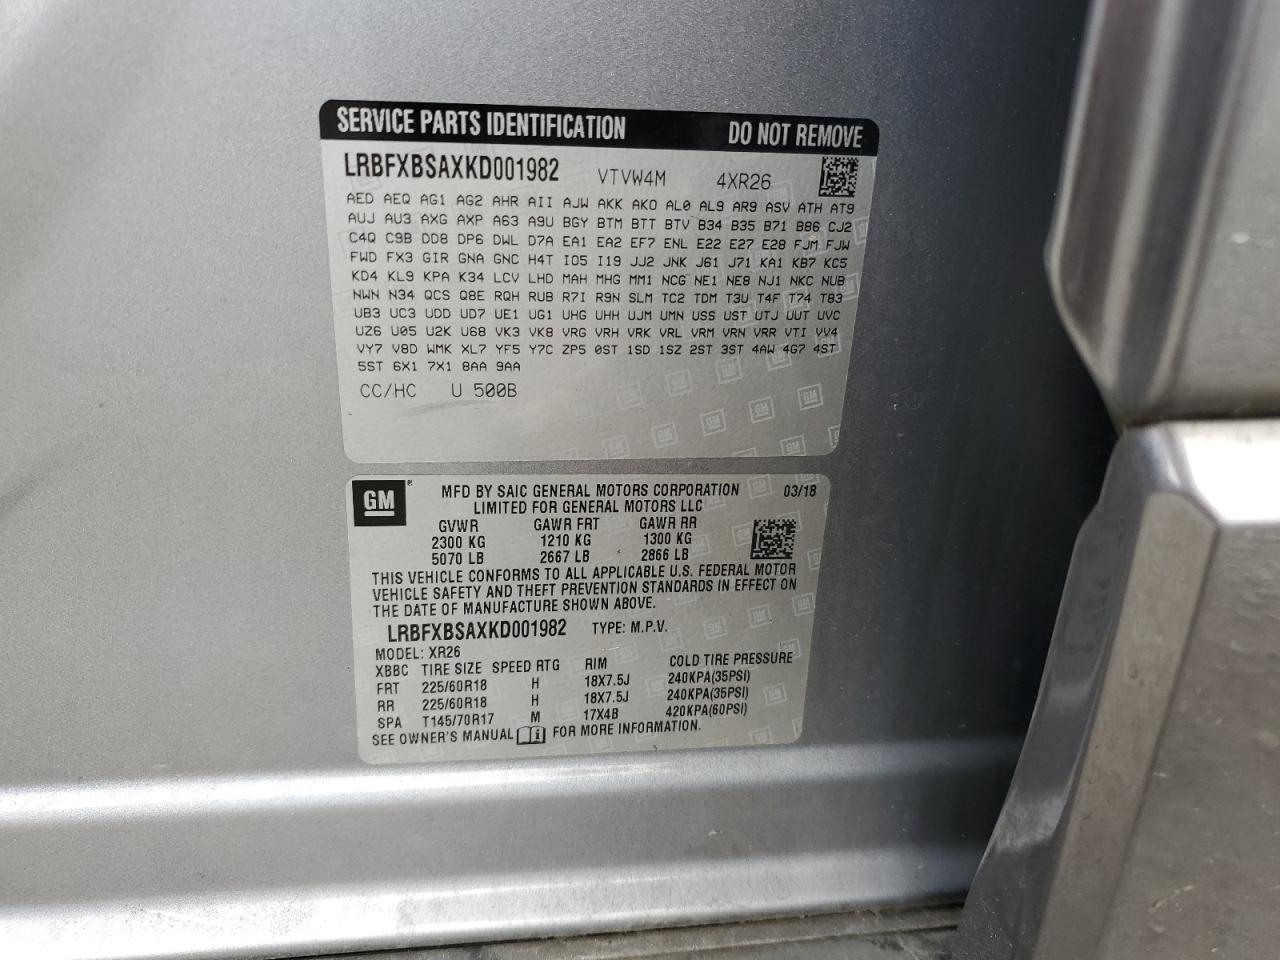 SERVICE PARTS IDENTIFICATION DO NOT REMOVE
LRBFXBSAXKD001982 VTVW4M 4XR26
AED AEQ AG1 AG2 AHR AII AJW AKK AKO AL0 AL9 AR9 ASV ATH AT9
AUJ AU3 AXG AXP A63 A9U BGY BTM BTT BTV B34 B35 B71 B86 CJ2
C4Q C9B DD8 DP6 DWL D7A EA1 EA2 EF7 ENL E22 E27 E28 FJM FJW
FWD FX3 GIR GNA GNC H4T IO5 I19 JJ2 JNK J61 J71 KA1 KB7 KC5
KD4 KL9 KPA K34 LCV LHD MAH MHG MM1 NCG NE1 NE8 NJ1 NKC NUB
NWN N34 QCS Q8E RQH RUB R7I R9N SLM TC2 TDM T3U T4F T74 T83
UB3 UC3 UDD UD7 UE1 UG1 UHG UHH UJM UMN USS UST UTJ UUT UVC
UZ6 U05 U2K U68 VK3 VK8 VRG VRH VRK VRL VRM VRN VRR VTI VV4
VY7 V8D WMK XL7 YF5 Y7C ZP5 0ST 1SD 1SZ 2ST 3ST 4AW 4G7 4ST
5ST 6X1 7X1 8AA 9AA
CC/HC U 500B
GM® MFD BY SAIC GENERAL MOTORS CORPORATION 03/18
LIMITED FOR GENERAL MOTORS LLC
GVWR GAWR FRT GAWR RR
2300 KG 1210 KG 1300 KG
5070 LB 2667 LB 2866 LB
THIS VEHICLE CONFORMS TO ALL APPLICABLE U.S. FEDERAL MOTOR
VEHICLE SAFETY AND THEFT PREVENTION STANDARDS IN EFFECT ON
THE DATE OF MANUFACTURE SHOWN ABOVE.
LRBFXBSAXKD001982 TYPE: M.P.V.
MODEL: XR26
XBBC TIRE SIZE SPEED RTG RIM COLD TIRE PRESSURE
FRT 225/60R18 H 18X7.5J 240KPA(35PSI)
RR 225/60R18 H 18X7.5J 240KPA(35PSI)
SPA T145/70R17 M 17X4B 420KPA(60PSI)
SEE OWNER'S MANUAL i FOR MORE INFORMATION.